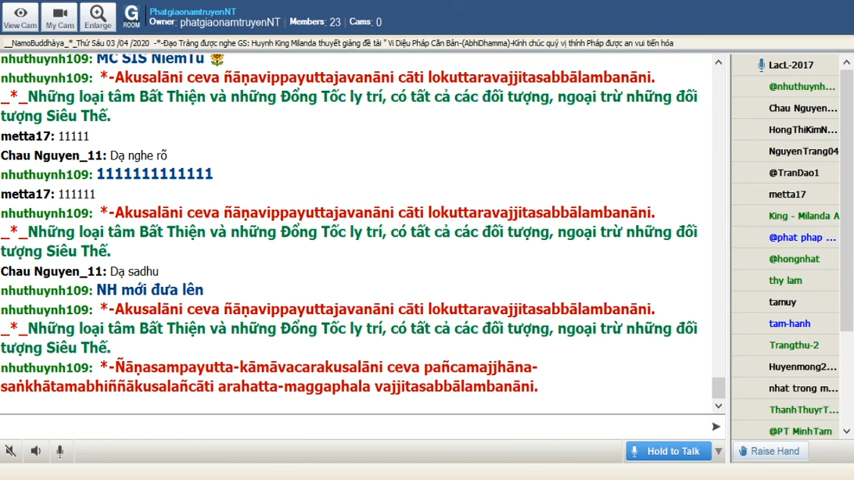 View Cam
My Cam
Enlarge
G
ROOM
PhatgiaonamtruyenNT
Owner: phatgiaonamtruyenNT | Members: 23 | Cams: 0
__NamoBuddhàya_*_Thứ Sáu 03 /04 /2020 -*-Đạo Tràng được nghe GS: Huynh King Milanda thuyết giảng đề tài " Vi Diệu Pháp Căn Bản-(AbhiDhamma)-Kính chúc quý vị thính Pháp được an vui tiến hóa
nhuthuynh109: MC SIS NiemTu
nhuthuynh109: *-Akusalāni ceva ñāṇavippayuttajavanāni cāti lokuttaravajjitasabbālambanāni.
_*_Những loại tâm Bất Thiện và những Đổng Tốc ly trí, có tất cả các đối tượng, ngoại trừ những đối
tượng Siêu Thế.
metta17: 11111
Chau Nguyen_11: Dạ nghe rõ
nhuthuynh109: 1111111111111
metta17: 111111
nhuthuynh109: *-Akusalāni ceva ñāṇavippayuttajavanāni cāti lokuttaravajjitasabbālambanāni.
_*_Những loại tâm Bất Thiện và những Đổng Tốc ly trí, có tất cả các đối tượng, ngoại trừ những đối
tượng Siêu Thế.
Chau Nguyen_11: Dạ sadhu
nhuthuynh109: NH mới đưa lên
nhuthuynh109: *-Akusalāni ceva ñāṇavippayuttajavanāni cāti lokuttaravajjitasabbālambanāni.
_*_Những loại tâm Bất Thiện và những Đổng Tốc ly trí, có tất cả các đối tượng, ngoại trừ những đối
tượng Siêu Thế.
nhuthuynh109: *-Ñāṇasampayutta-kāmāvacarakusalāni ceva pañcamajjhāna-
saṅkhātamabhiññākusalañcāti arahatta-maggaphala vajjitasabbālambanāni.
LacL-2017
@nhuthuynh...
Chau Nguyen...
HongThiKimN...
NguyenTrang04
@TranDao1
metta17
King - Milanda A
@phat phap ...
@hongnhat
thy lam
tamuy
tam-hanh
Trangthu-2
Huyenmong2...
nhat trong m...
ThanhThuyrT...
@PT MinhTam
Hold to Talk
Raise Hand